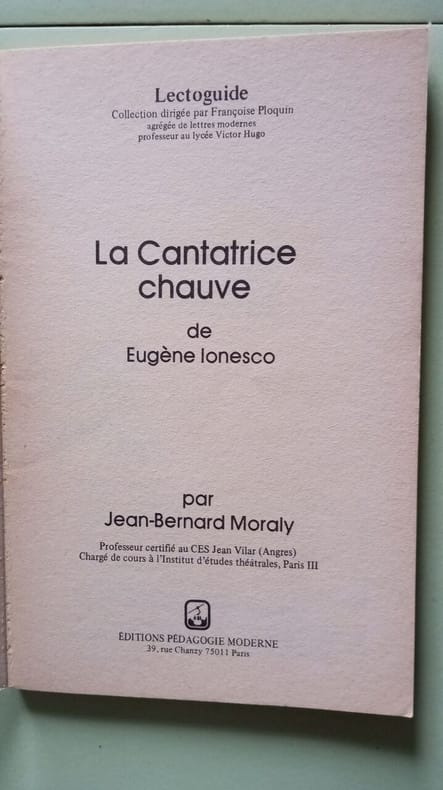 Lectoguide
Collection dirigée par Françoise Ploquin
agrégée de lettres modernes
professeur au lycée Victor Hugo
La Cantatrice
chauve
de
Eugène Ionesco
par
Jean-Bernard Moraly
Professeur certifié au CES Jean Vilar (Angres)
Chargé de cours à l'Institut d'études théâtrales, Paris III
ÉDITIONS PÉDAGOGIE MODERNE
39, rue Chanzy 75011 Paris